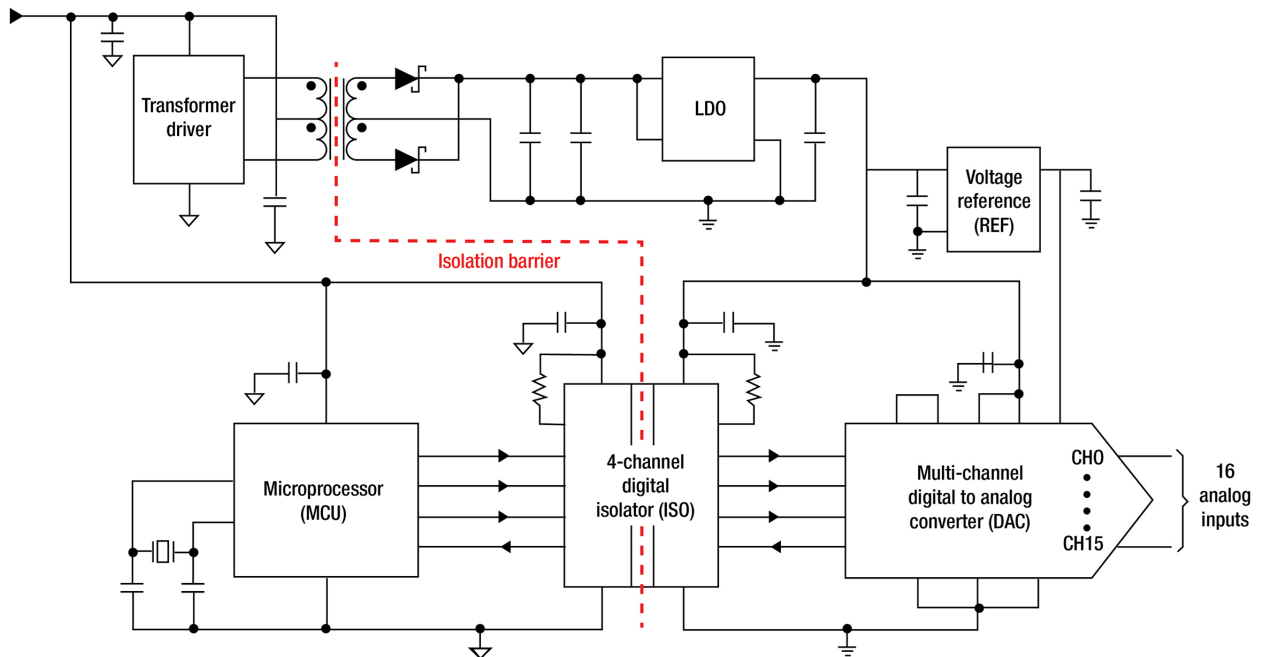 Transformer
driver
LDO
Voltage
reference
(REF)
Isolation barrier
Microprocessor
(MCU)
4-channel
digital
isolator (ISO)
Multi-channel
digital to analog
converter (DAC)
CH0
CH15
16
analog
inputs